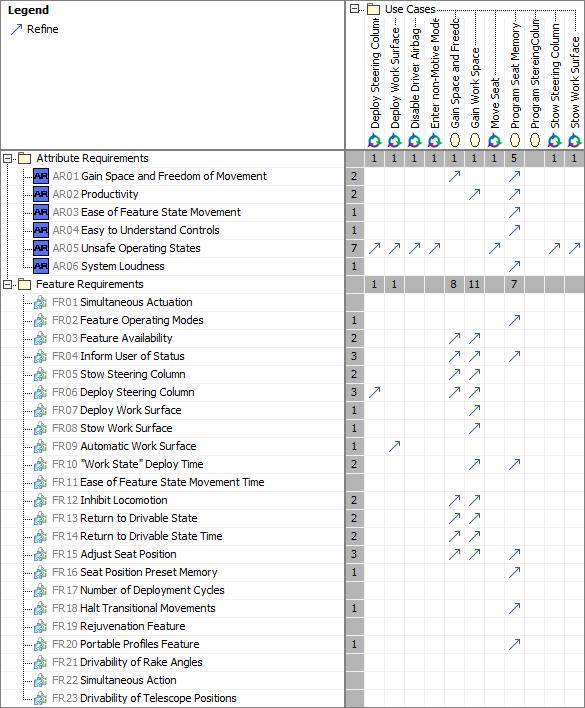 Legend
Refine
Use Cases
Deploy Steering Colum
Deploy Work Surface
Disable Driver Airbag
Enter non-Motive Mode
Gain Space and Freedc
Gain Work Space
Move Seat
Program Seat Memory
Program StereingColun
Stow Steering Column
Stow Work Surface
Attribute Requirements 1 1 1 1 1 1 1 5 1 1
AR AR01 Gain Space and Freedom of Movement 2
AR AR02 Productivity 2
AR AR03 Ease of Feature State Movement 1
AR AR04 Easy to Understand Controls 1
AR AR05 Unsafe Operating States 7
AR AR06 System Loudness 1
Feature Requirements 1 1 8 11 7
FR01 Simultaneous Actuation
FR02 Feature Operating Modes 1
FR03 Feature Availability 2
FR04 Inform User of Status 3
FR05 Stow Steering Column 2
FR06 Deploy Steering Column 3
FR07 Deploy Work Surface 1
FR08 Stow Work Surface 1
FR09 Automatic Work Surface 1
FR10 "Work State" Deploy Time 2
FR11 Ease of Feature State Movement Time
FR12 Inhibit Locomotion 2
FR13 Return to Drivable State 2
FR14 Return to Drivable State Time 2
FR15 Adjust Seat Position 3
FR16 Seat Position Preset Memory 1
FR17 Number of Deployment Cycles
FR18 Halt Transitional Movements 1
FR19 Rejuvenation Feature
FR20 Portable Profiles Feature 1
FR21 Drivability of Rake Angles
FR22 Simultaneous Action
FR23 Drivability of Telescope Positions